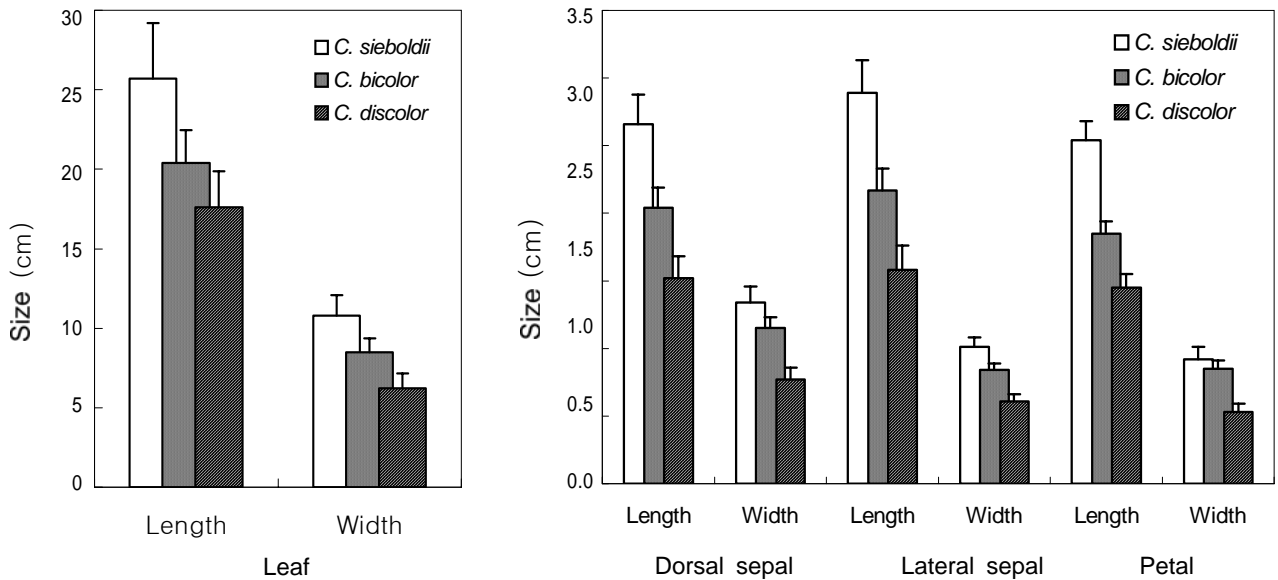 30
25
20
15
10
5
0
Size (cm)
C. sieboldii
C. bicolor
C. discolor
Length Width
Leaf
3.5
3.0
2.5
1.5
1.0
0.5
0.0
Size (cm)
C. sieboldii
C. bicolor
C. discolor
Length Width Length Width Length Width
Dorsal sepal Lateral sepal Petal